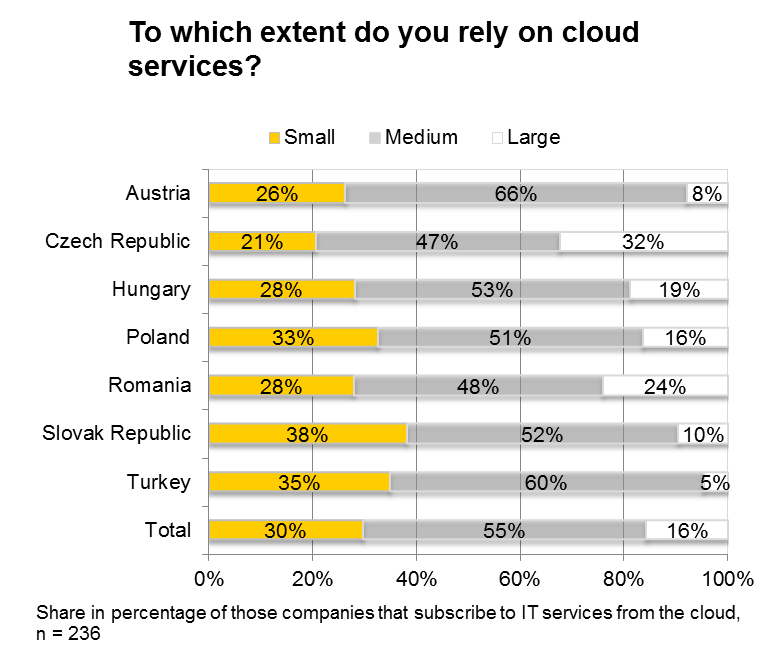 To which extent do you rely on cloud
services?
Small Medium Large
Austria 26% 66% 8%
Czech Republic 21% 47% 32%
Hungary 28% 53% 19%
Poland 33% 51% 16%
Romania 28% 48% 24%
Slovak Republic 38% 52% 10%
Turkey 35% 60% 5%
Total 30% 55% 16%
0% 20% 40% 60% 80% 100%
Share in percentage of those companies that subscribe to IT services from the cloud,
n = 236